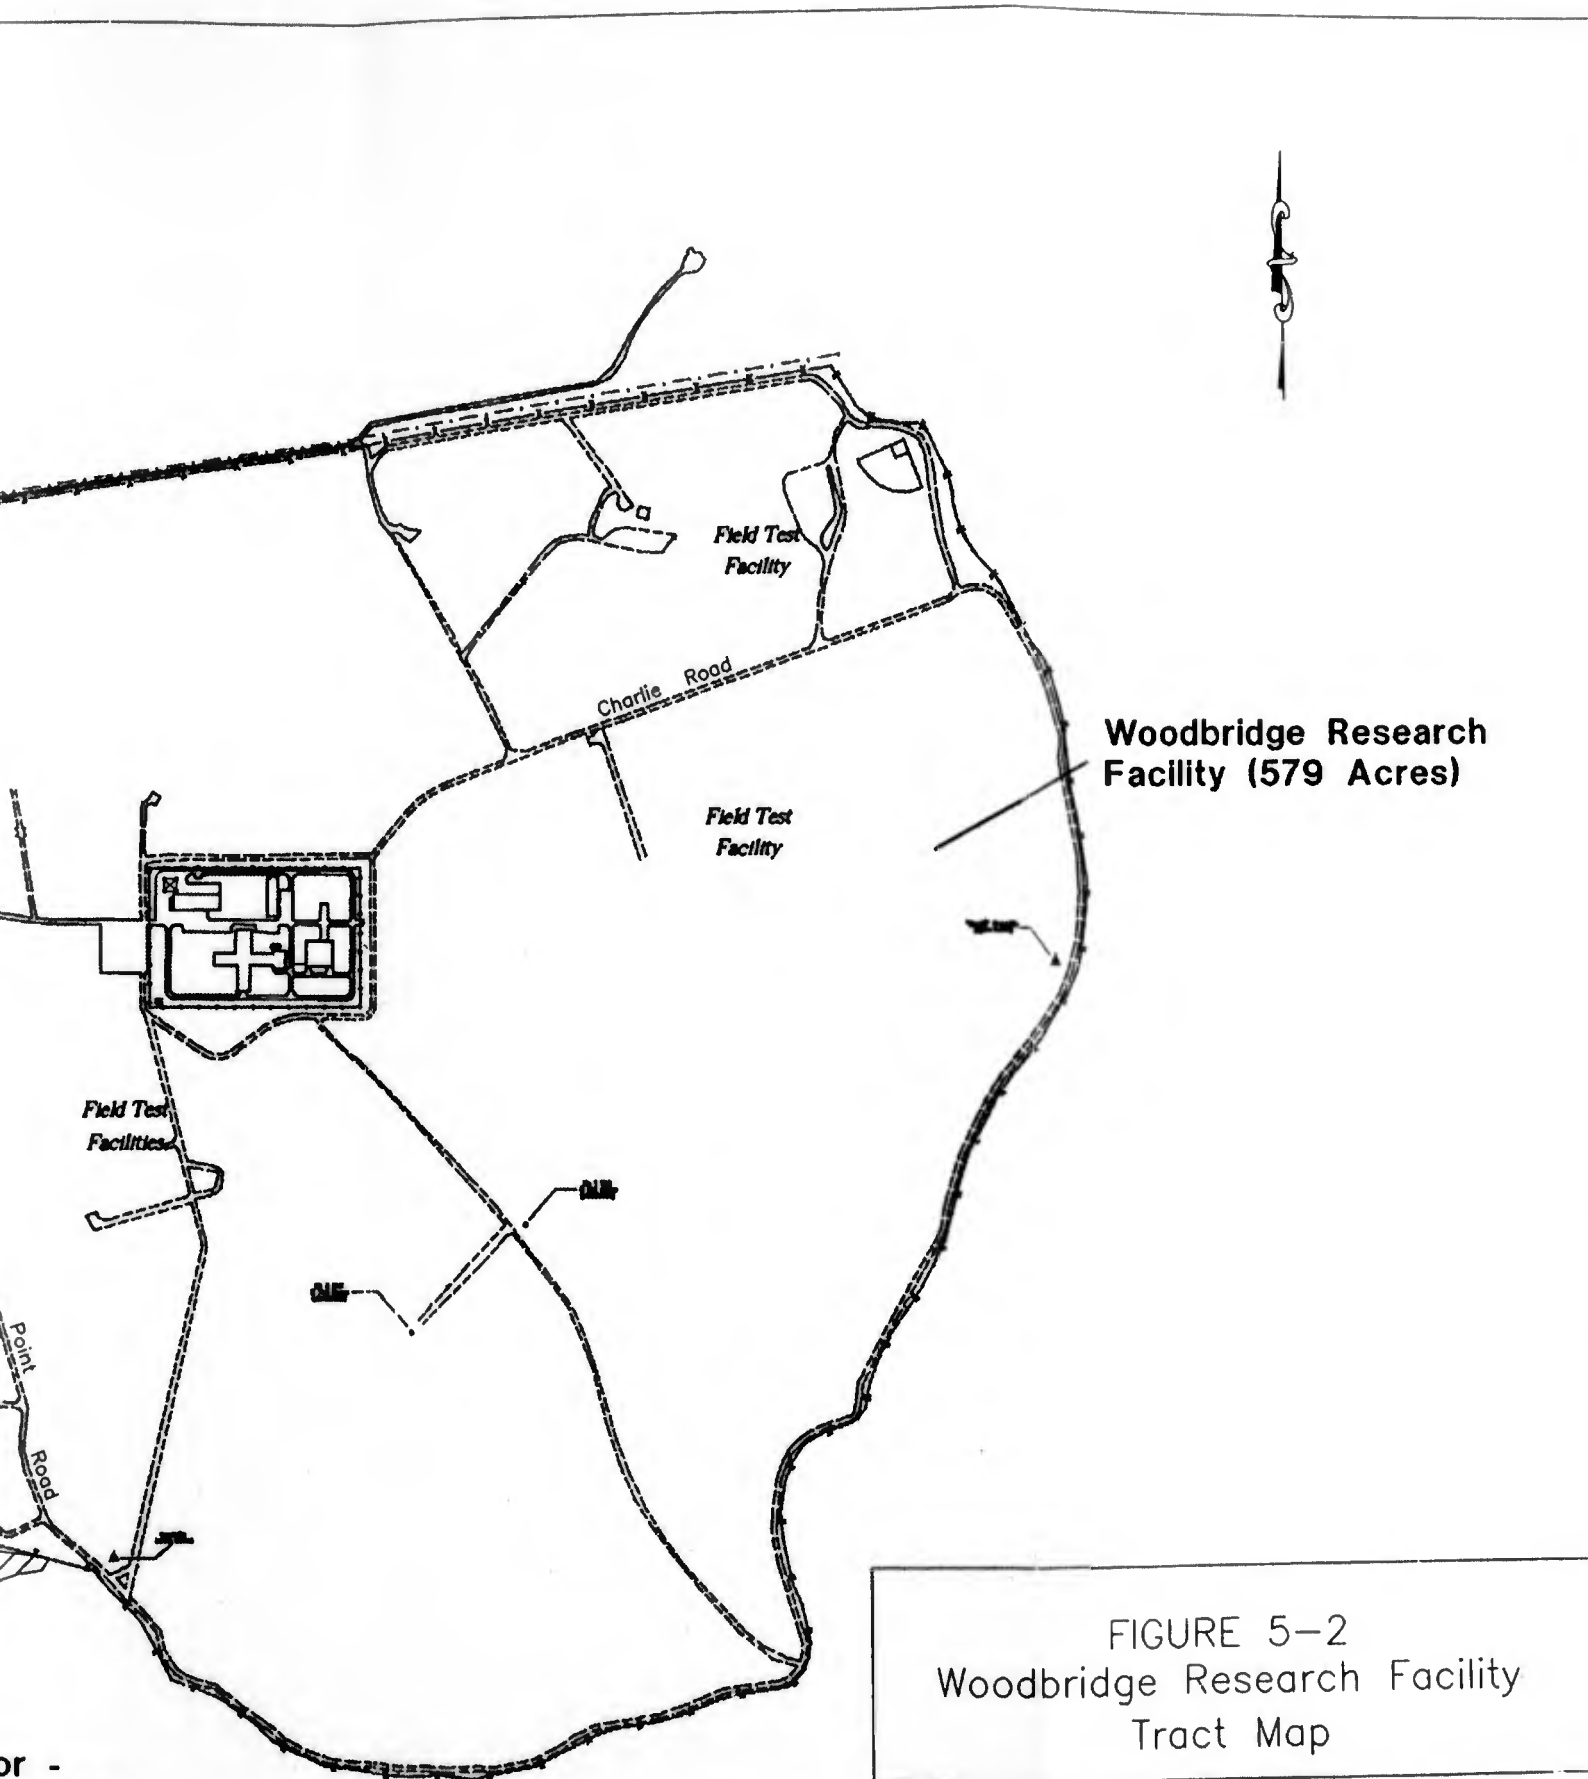 Field Test
Facility
Charlie Road
Woodbridge Research
Facility (579 Acres)
Field Test
Facility
Field Test
Facilities
Point
Road
or -
FIGURE 5-2
Woodbridge Research Facility
Tract Map